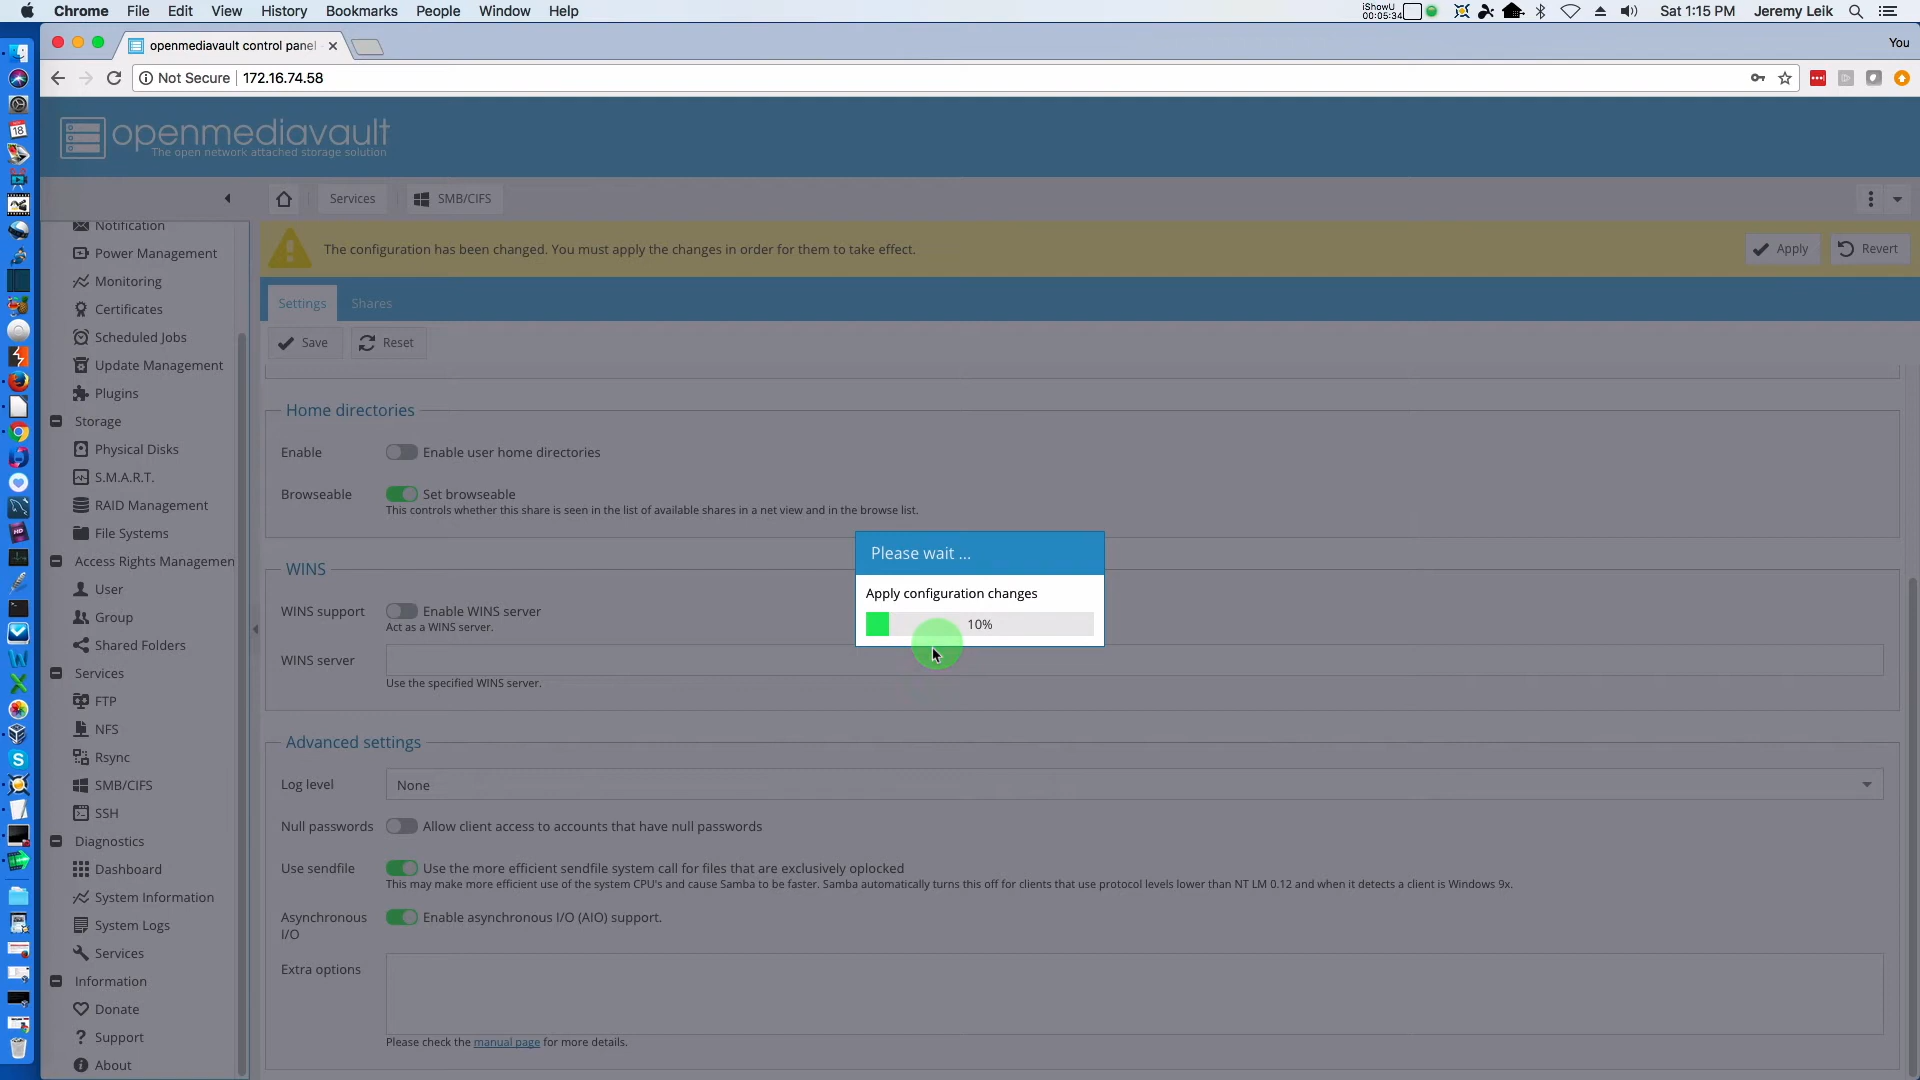 Chrome File Edit View History Bookmarks People Window Help
iShowU
00:05:34
Sat 1:15 PM Jeremy Leik
openmediavault control panel
You
Not Secure 172.16.74.58
openmediavault
The open network attached storage solution
Services SMB/CIFS
The configuration has been changed. You must apply the changes in order for them to take effect.
Apply Revert
Settings Shares
Save Reset
Notification
Power Management
Monitoring
Certificates
Scheduled Jobs
Update Management
Plugins
Storage
Physical Disks
S.M.A.R.T.
RAID Management
File Systems
Access Rights Managemen
User
Group
Shared Folders
Services
FTP
NFS
Rsync
SMB/CIFS
SSH
Diagnostics
Dashboard
System Information
System Logs
Services
Information
Donate
Support
About
Home directories
Enable Enable user home directories
Browseable Set browseable
This controls whether this share is seen in the list of available shares in a net view and in the browse list.
WINS
WINS support Enable WINS server
Act as a WINS server.
WINS server
Use the specified WINS server.
Please wait ...
Apply configuration changes
10%
Advanced settings
Log level None
Null passwords Allow client access to accounts that have null passwords
Use sendfile Use the more efficient sendfile system call for files that are exclusively oplocked
This may make more efficient use of the system CPU's and cause Samba to be faster. Samba automatically turns this off for clients that use protocol levels lower than NT LM 0.12 and when it detects a client is Windows 9x.
Asynchronous I/O Enable asynchronous I/O (AIO) support.
Extra options
Please check the manual page for more details.